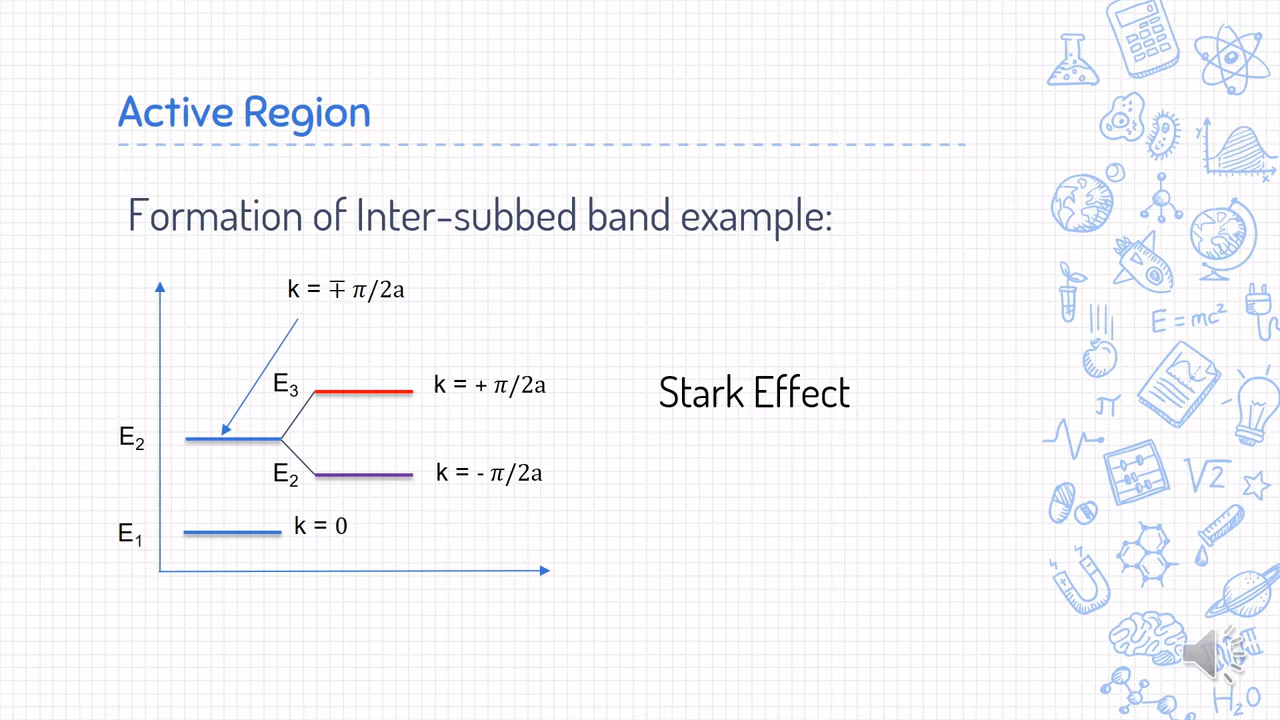 Active Region
Formation of Inter-subbed band example:
k = ∓ π/2a
E₃
k = + π/2a
Stark Effect
E₂
E₂
k = - π/2a
E₁
k = 0
y
x
E = mc²
π
√2
H₂O